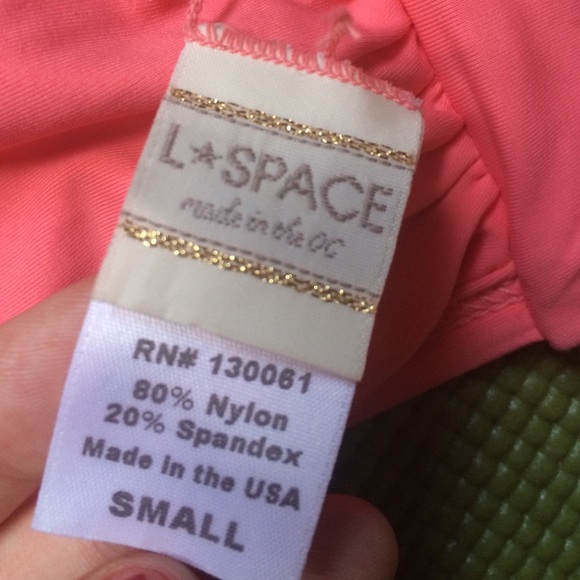 L★SPACE
made in the OC
RN# 130061
80% Nylon
20% Spandex
Made in the USA
SMALL